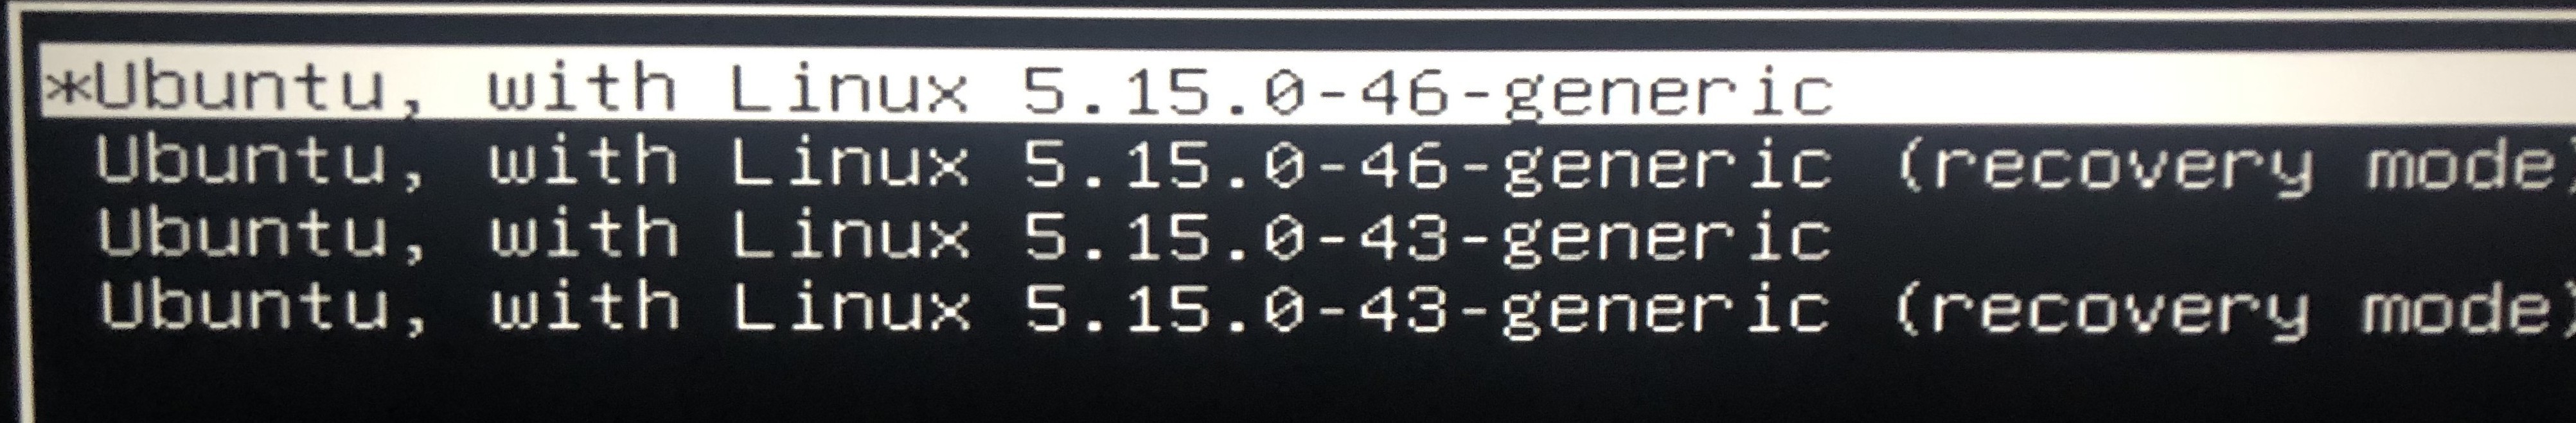 *Ubuntu, with Linux 5.15.0-46-generic
Ubuntu, with Linux 5.15.0-46-generic (recovery mode)
Ubuntu, with Linux 5.15.0-43-generic
Ubuntu, with Linux 5.15.0-43-generic (recovery mode)